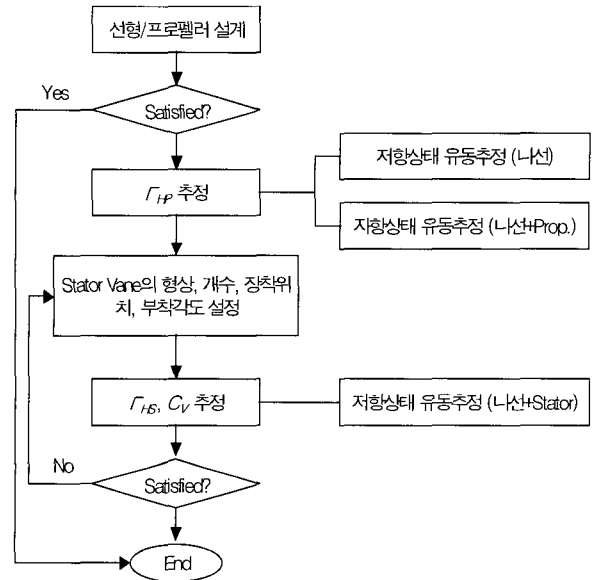 선형/프로펠러 설계
Yes
Satisfied?
저항상태 유동추정 (나선)
Γ_HP 추정
저항상태 유동추정 (나선+Prop.)
Stator Vane의 형상, 개수, 장착위
치, 부착각도 설정
Γ_HS, C_V 추정
저항상태 유동추정 (나선+Stator)
No
Satisfied?
End